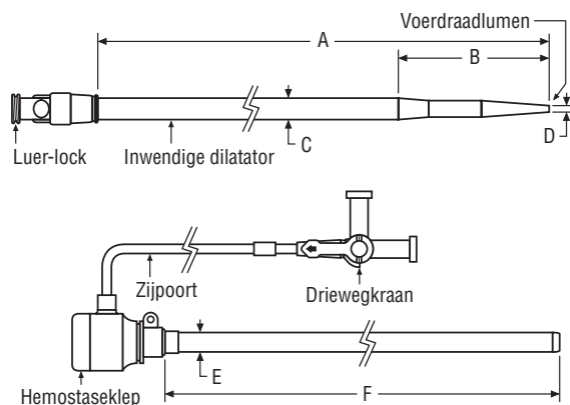 Voerdraadlumen
A
B
D
Luer-lock
Inwendige dilatator
C
Zijpoort
Driewegkraan
E
F
Hemostaseklep